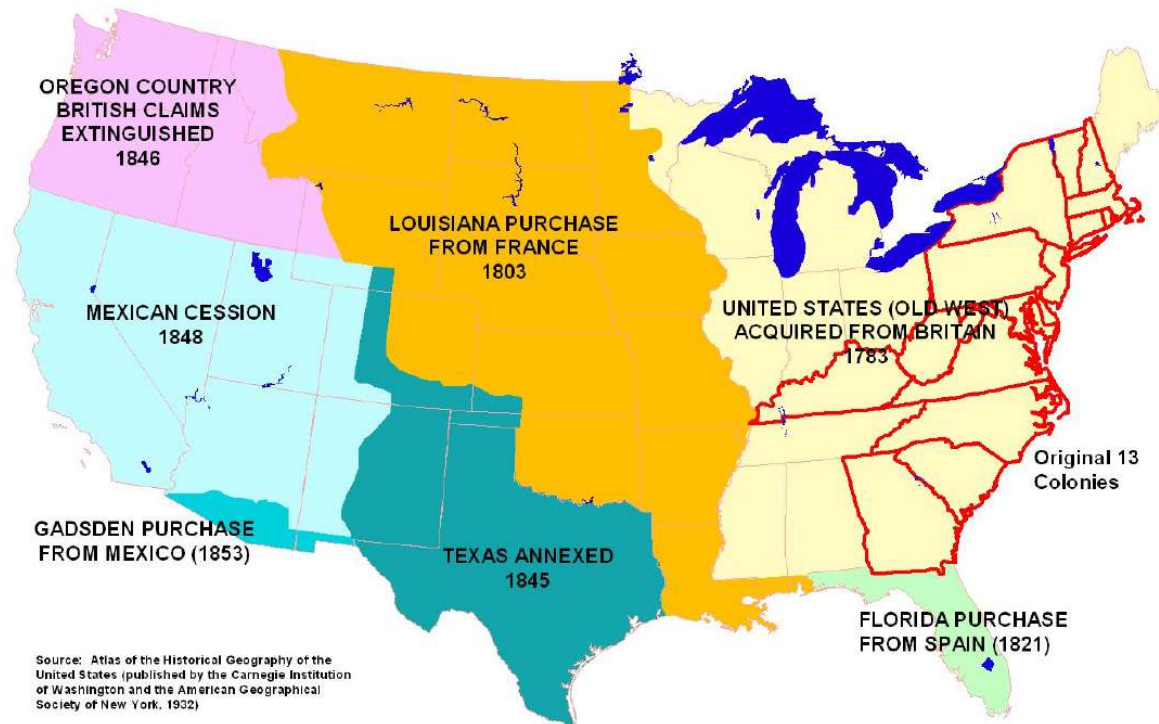 OREGON COUNTRY
BRITISH CLAIMS
EXTINGUISHED
1846
LOUISIANA PURCHASE
FROM FRANCE
1803
MEXICAN CESSION
1848
UNITED STATES (OLD WEST)
ACQUIRED FROM BRITAIN
1783
Original 13
Colonies
GADSDEN PURCHASE
FROM MEXICO (1853)
TEXAS ANNEXED
1845
FLORIDA PURCHASE
FROM SPAIN (1821)
Source: Atlas of the Historical Geography of the
United States (published by the Carnegie Institution
of Washington and the American Geographical
Society of New York, 1932)